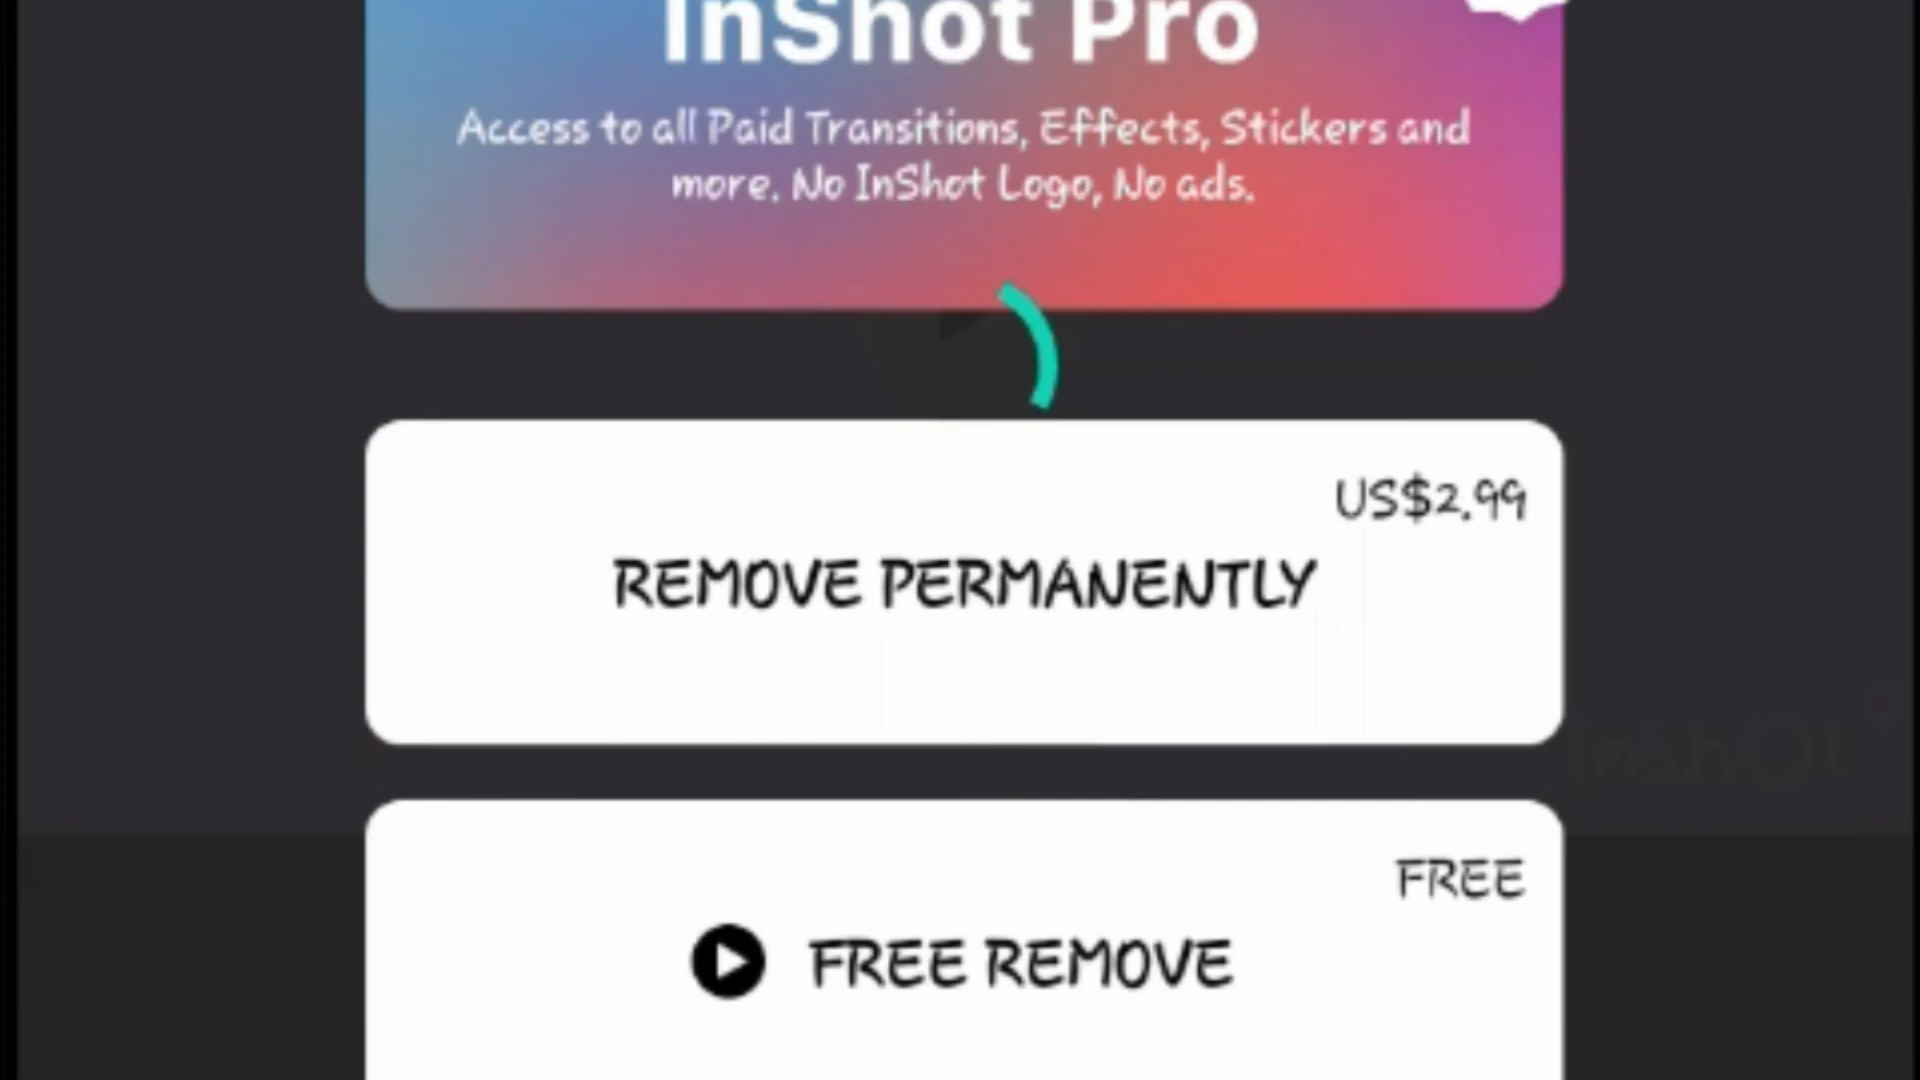 InShot Pro
Access to all Paid Transitions, Effects, Stickers and
more. No InShot Logo, No ads.
US$2.99
REMOVE PERMANENTLY
InShOt
FREE
FREE REMOVE